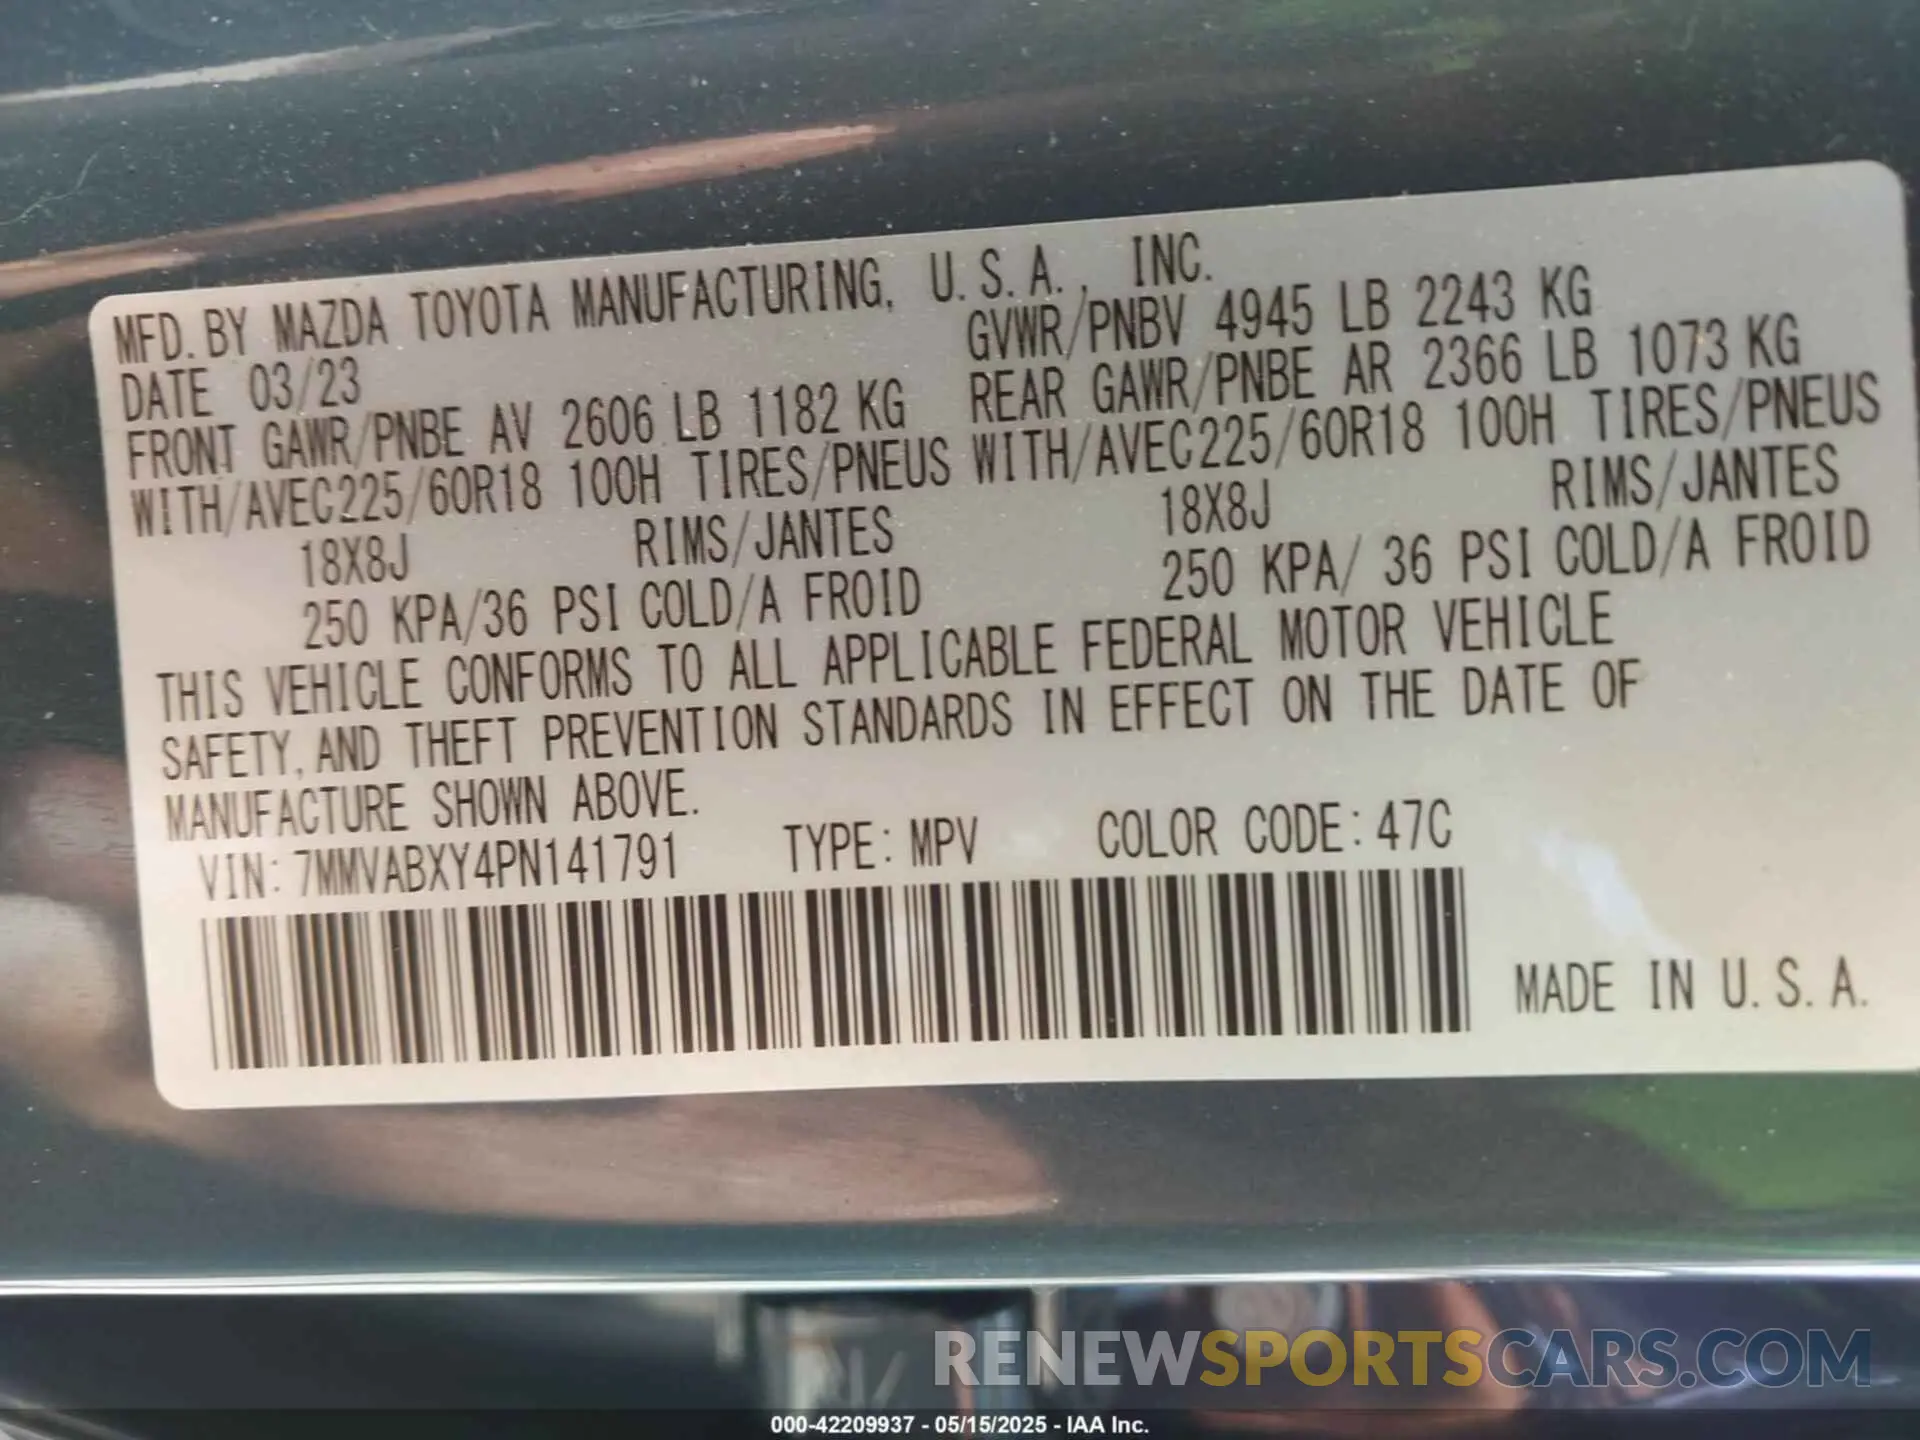 MFD. BY MAZDA TOYOTA MANUFACTURING, U.S.A., INC.
DATE 03/23 GVWR/PNBV 4945 LB 2243 KG
FRONT GAWR/PNBE AV 2606 LB 1182 KG REAR GAWR/PNBE AR 2366 LB 1073 KG
WITH/AVEC225/60R18 100H TIRES/PNEUS WITH/AVEC225/60R18 100H TIRES/PNEUS
18X8J RIMS/JANTES 18X8J RIMS/JANTES
250 KPA/36 PSI COLD/A FROID 250 KPA/ 36 PSI COLD/A FROID
THIS VEHICLE CONFORMS TO ALL APPLICABLE FEDERAL MOTOR VEHICLE
SAFETY, AND THEFT PREVENTION STANDARDS IN EFFECT ON THE DATE OF
MANUFACTURE SHOWN ABOVE.
VIN: 7MMVABXY4PN141791 TYPE: MPV COLOR CODE: 47C
MADE IN U.S.A.
RENEWSPORTSCARS.COM
000-42209937 - 05/15/2025 - IAA Inc.